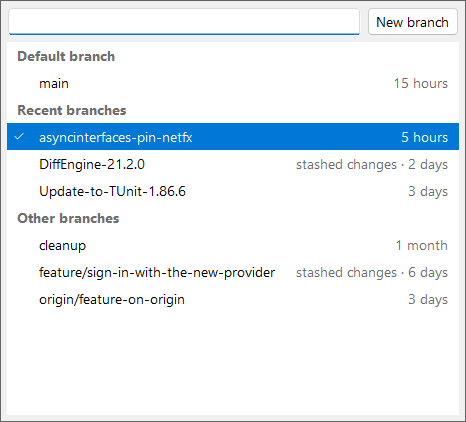 New branch
Default branch
main 15 hours
Recent branches
asyncinterfaces-pin-netfx 5 hours
DiffEngine-21.2.0 stashed changes · 2 days
Update-to-TUnit-1.86.6 3 days
Other branches
cleanup 1 month
feature/sign-in-with-the-new-provider stashed changes · 6 days
origin/feature-on-origin 3 days